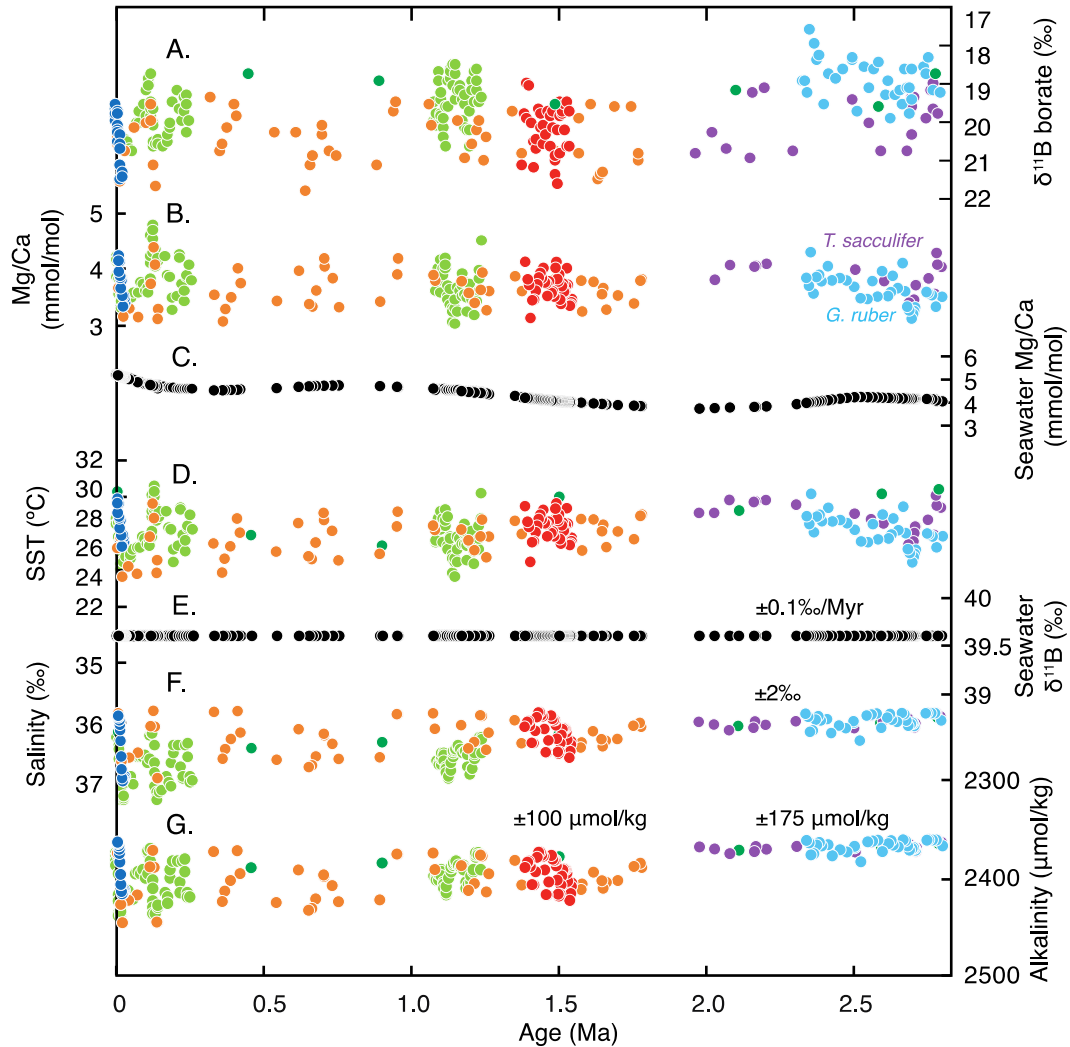 A.
17
18
19
20
21
22
δ¹¹B borate (‰)
B.
5
4
3
Mg/Ca
(mmol/mol)
T. sacculifer
G. ruber
C.
6
5
4
3
Seawater Mg/Ca
(mmol/mol)
D.
32
30
28
26
24
22
SST (ºC)
E.
±0.1‰/Myr
40
39.5
39
Seawater
δ¹¹B (‰)
F.
±2‰
35
36
37
Salinity (‰)
G.
±100 µmol/kg
±175 µmol/kg
2300
2400
2500
Alkalinity (µmol/kg)
0
0.5
1.0
1.5
2.0
2.5
Age (Ma)